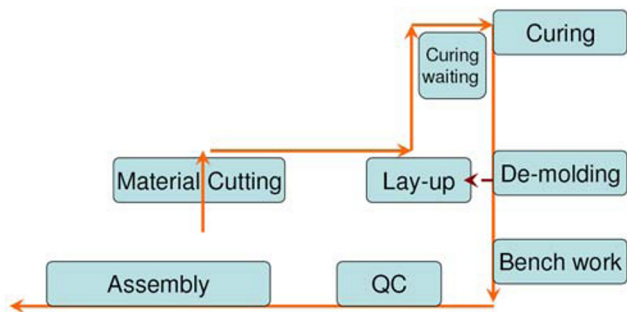 Curing
Curing
waiting
Material Cutting
Lay-up
De-molding
Bench work
Assembly
QC